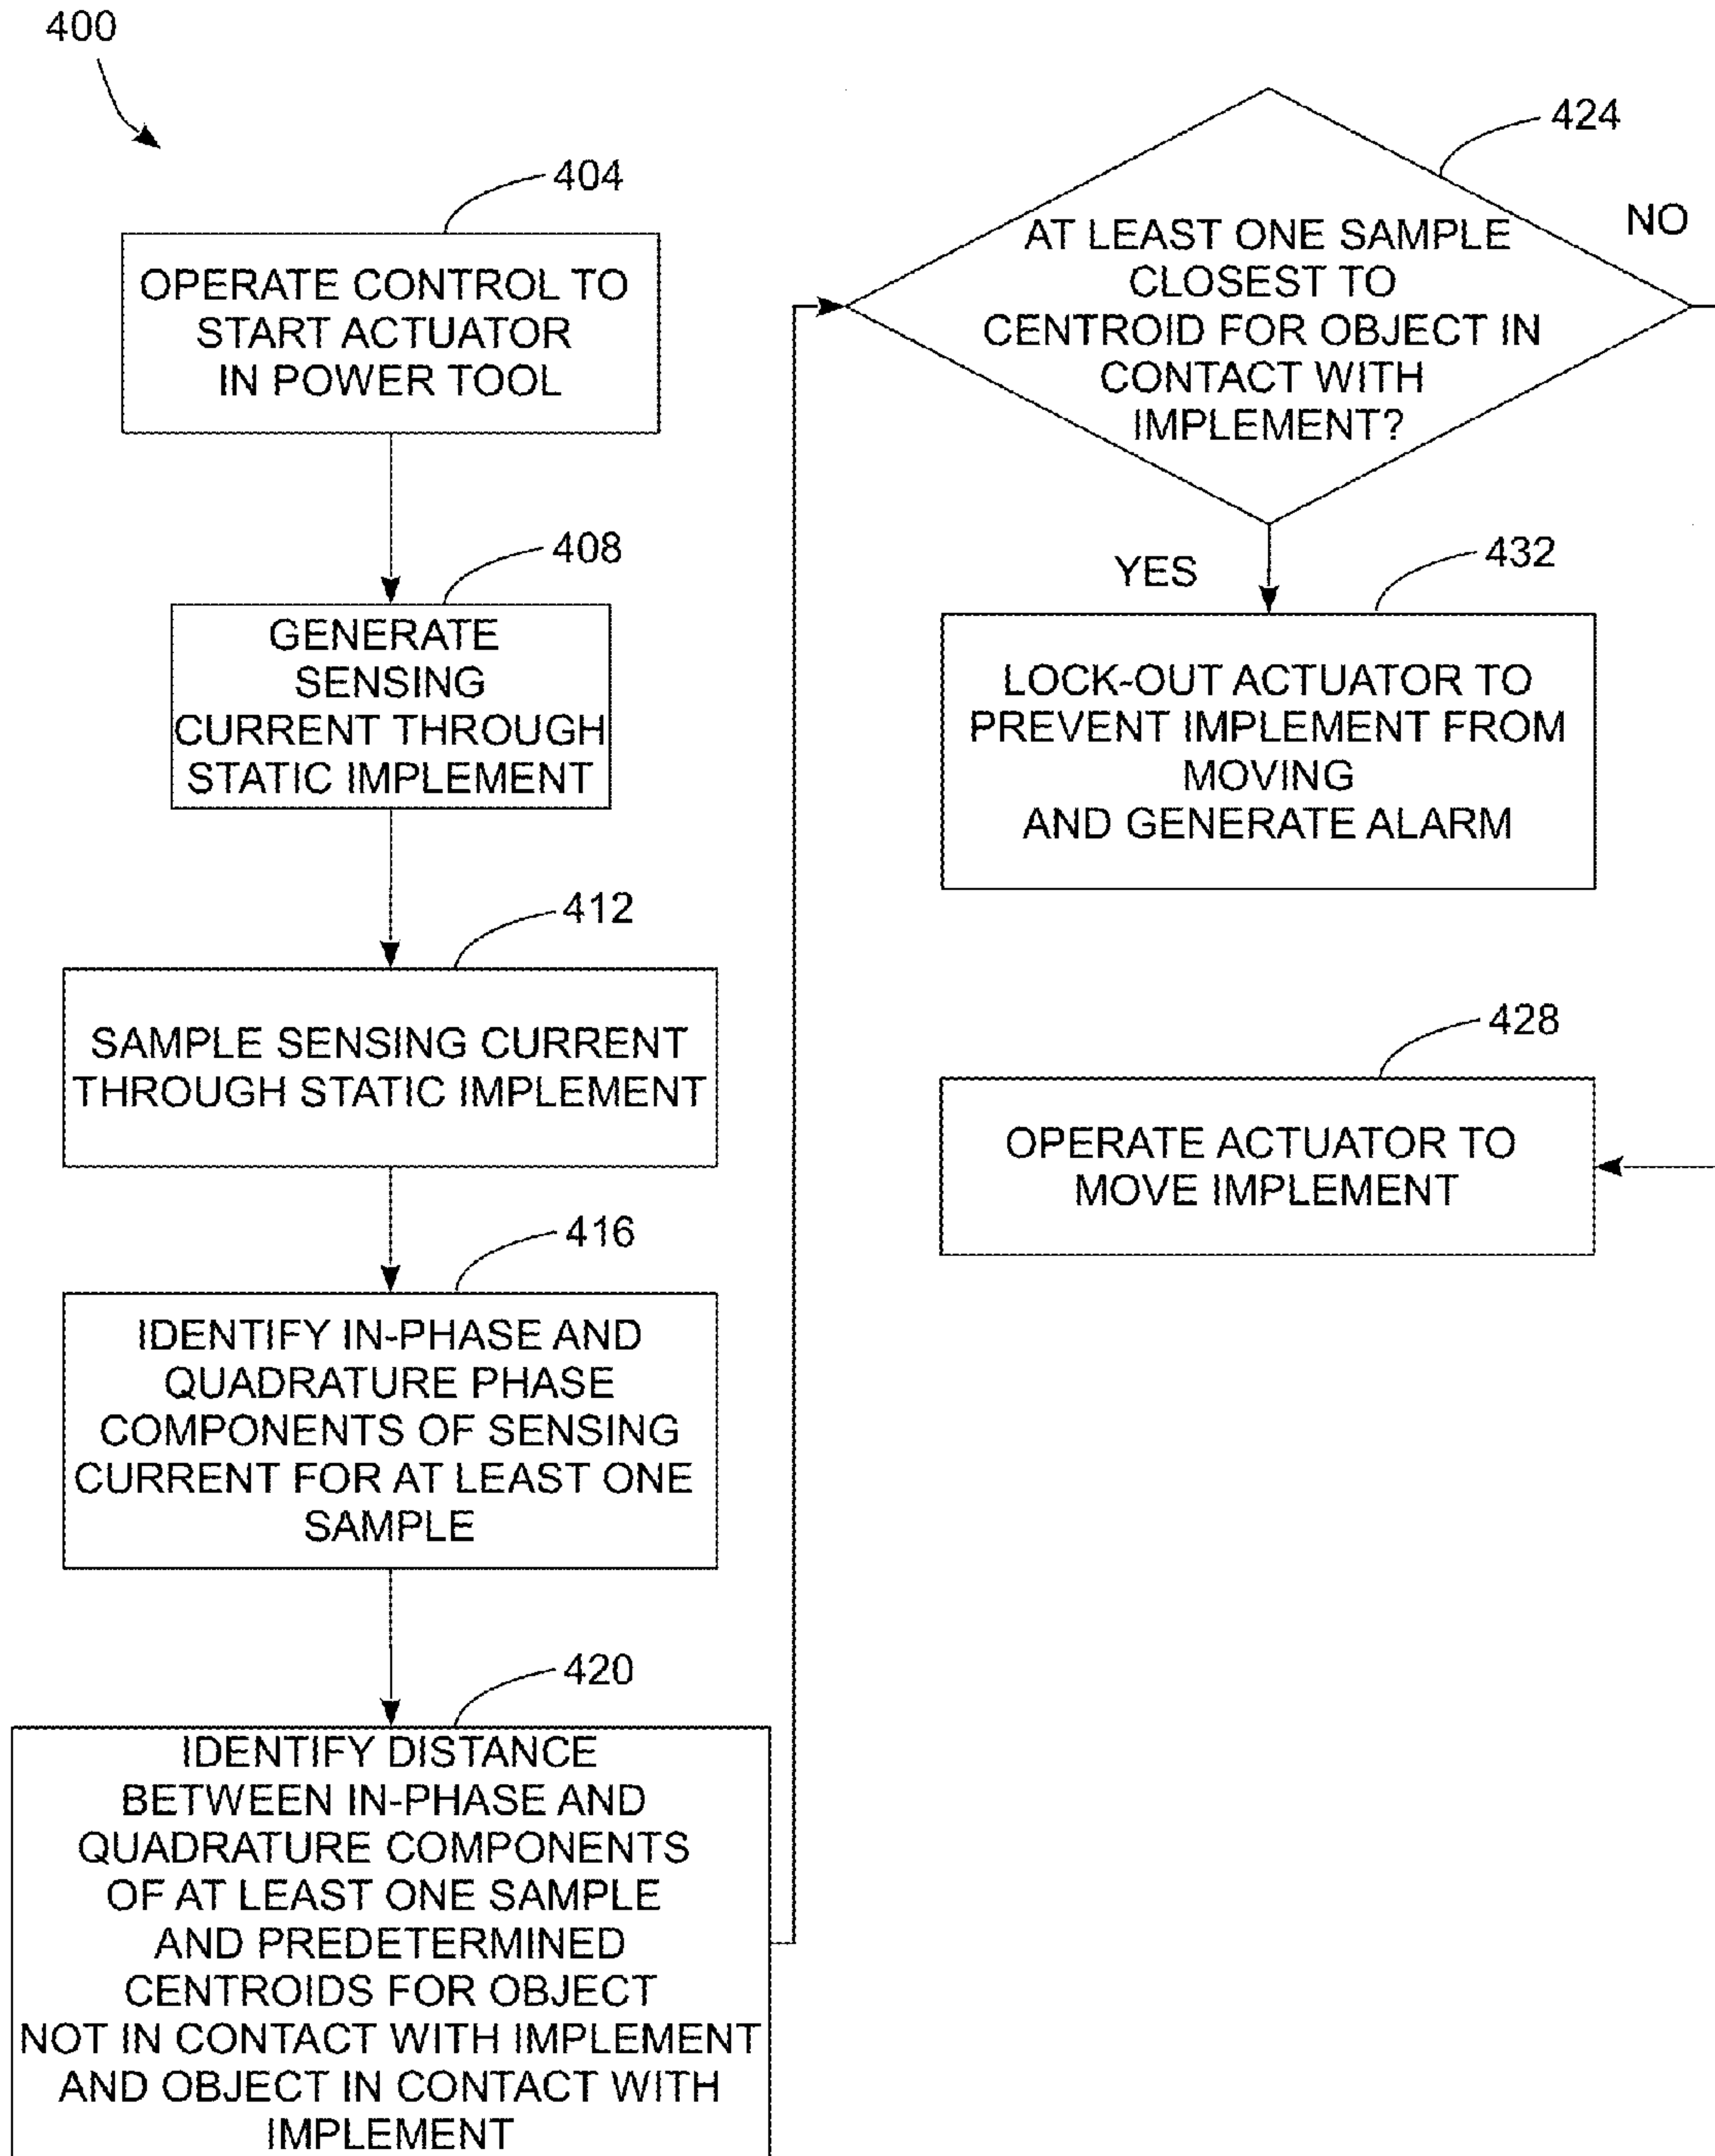 400
404
OPERATE CONTROL TO
START ACTUATOR
IN POWER TOOL
408
GENERATE
SENSING
CURRENT THROUGH
STATIC IMPLEMENT
412
SAMPLE SENSING CURRENT
THROUGH STATIC IMPLEMENT
416
IDENTIFY IN-PHASE AND
QUADRATURE PHASE
COMPONENTS OF SENSING
CURRENT FOR AT LEAST ONE
SAMPLE
420
IDENTIFY DISTANCE
BETWEEN IN-PHASE AND
QUADRATURE COMPONENTS
OF AT LEAST ONE SAMPLE
AND PREDETERMINED
CENTROIDS FOR OBJECT
NOT IN CONTACT WITH IMPLEMENT
AND OBJECT IN CONTACT WITH
IMPLEMENT
424
AT LEAST ONE SAMPLE
CLOSEST TO
CENTROID FOR OBJECT IN
CONTACT WITH
IMPLEMENT?
NO
YES
432
LOCK-OUT ACTUATOR TO
PREVENT IMPLEMENT FROM
MOVING
AND GENERATE ALARM
428
OPERATE ACTUATOR TO
MOVE IMPLEMENT